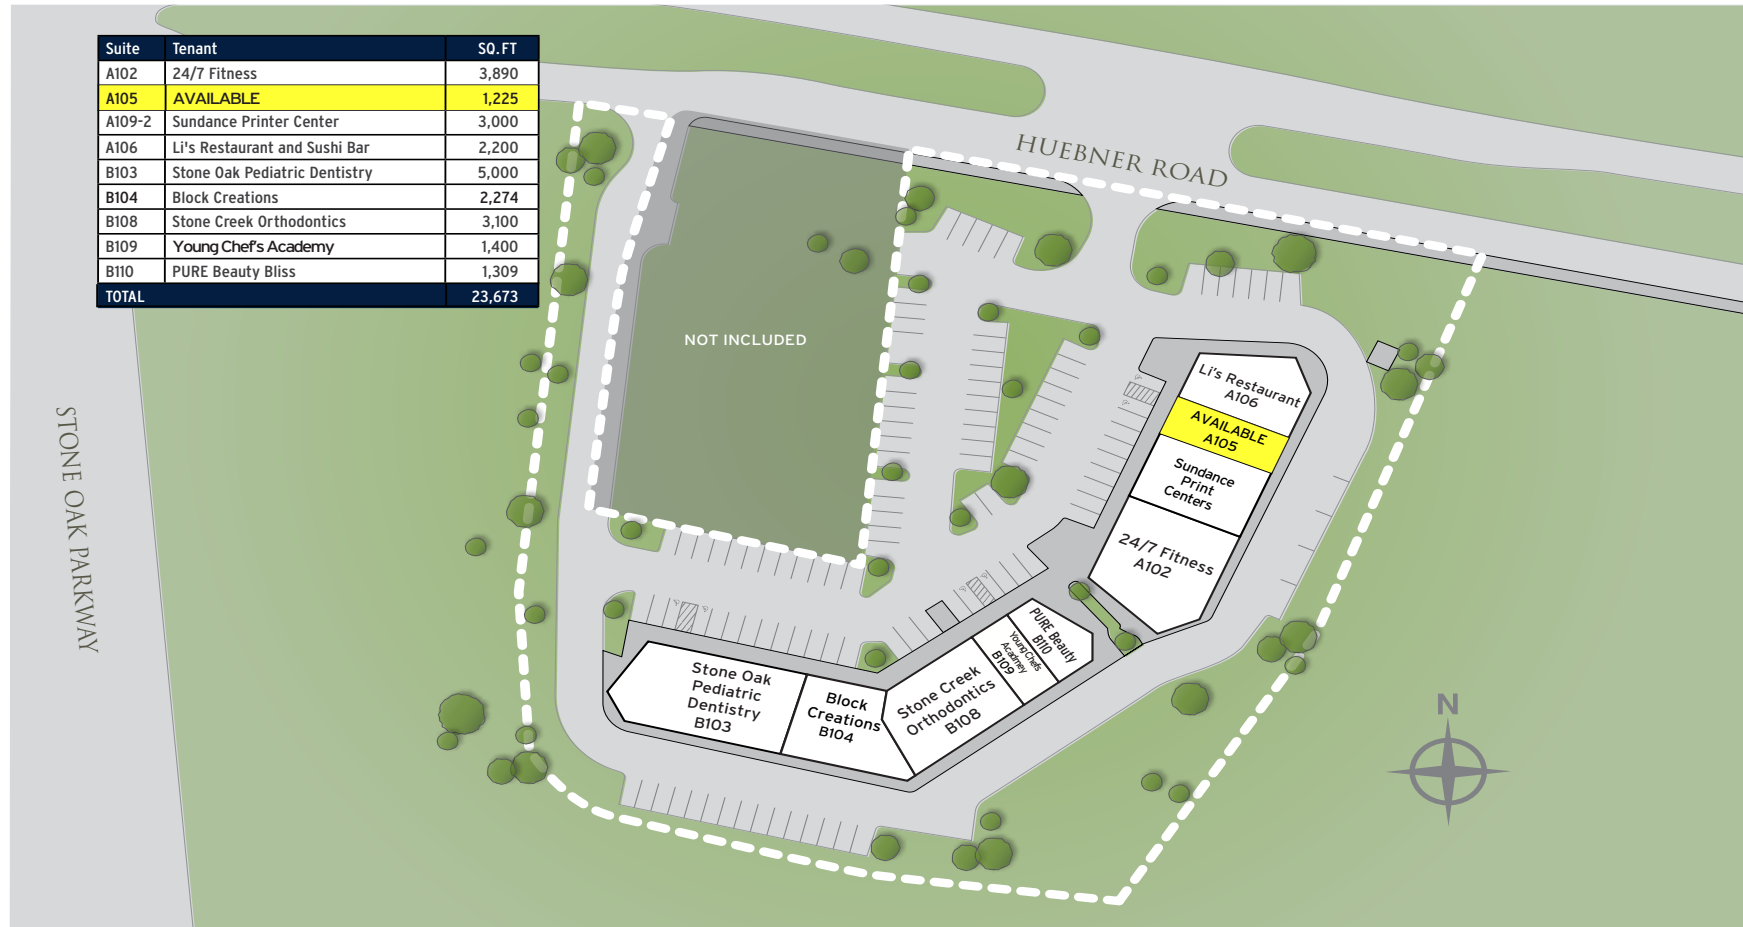 Suite Tenant SQ.FT
A102 24/7 Fitness 3,890
A105 AVAILABLE 1,225
A109-2 Sundance Printer Center 3,000
A106 Li's Restaurant and Sushi Bar 2,200
B103 Stone Oak Pediatric Dentistry 5,000
B104 Block Creations 2,274
B108 Stone Creek Orthodontics 3,100
B109 Young Chef's Academy 1,400
B110 PURE Beauty Bliss 1,309
TOTAL 23,673
HUEBNER ROAD
STONE OAK PARKWAY
NOT INCLUDED
Li's Restaurant
A106
AVAILABLE
A105
Sundance
Print
Centers
24/7 Fitness
A102
PURE Beauty
B110
Young Chefs
Acadmey
B109
Stone Creek
Orthodontics
B108
Block
Creations
B104
Stone Oak
Pediatric
Dentistry
B103
N